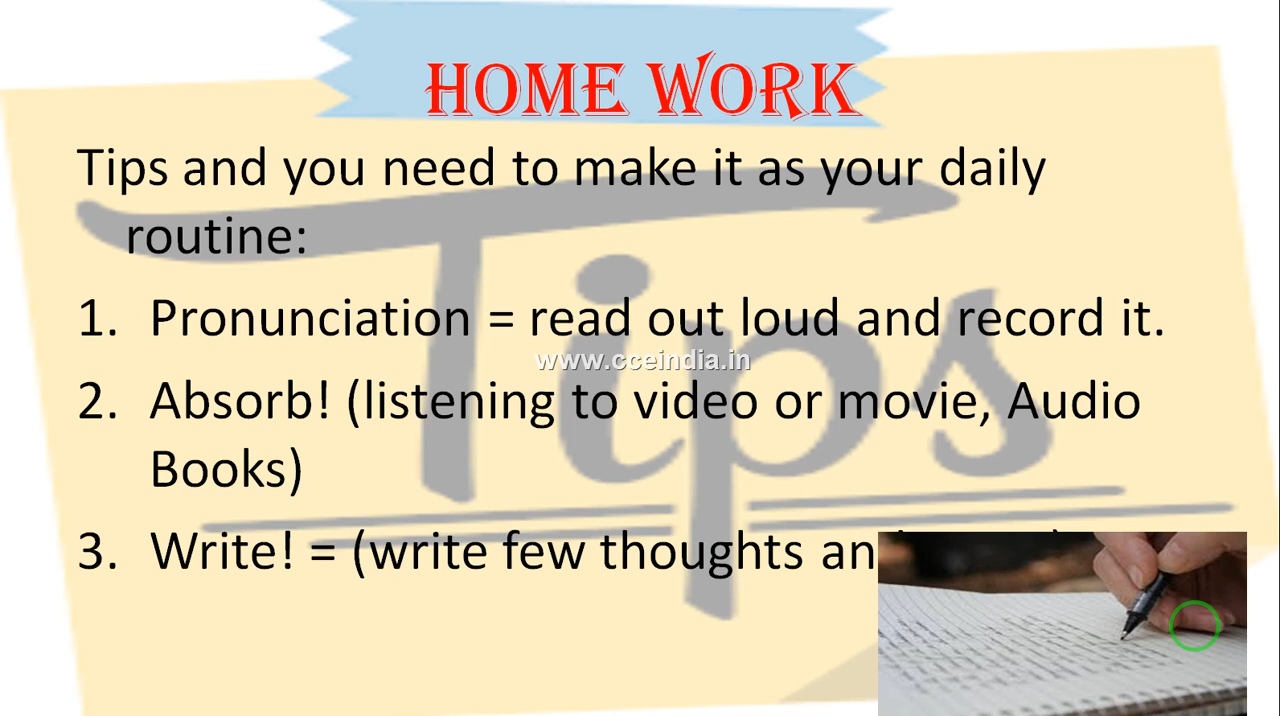 HOME WORK
Tips and you need to make it as your daily
routine:
1. Pronunciation = read out loud and record it.
www.cceindia.in
2. Absorb! (listening to video or movie, Audio
Books)
3. Write! = (write few thoughts
Tips